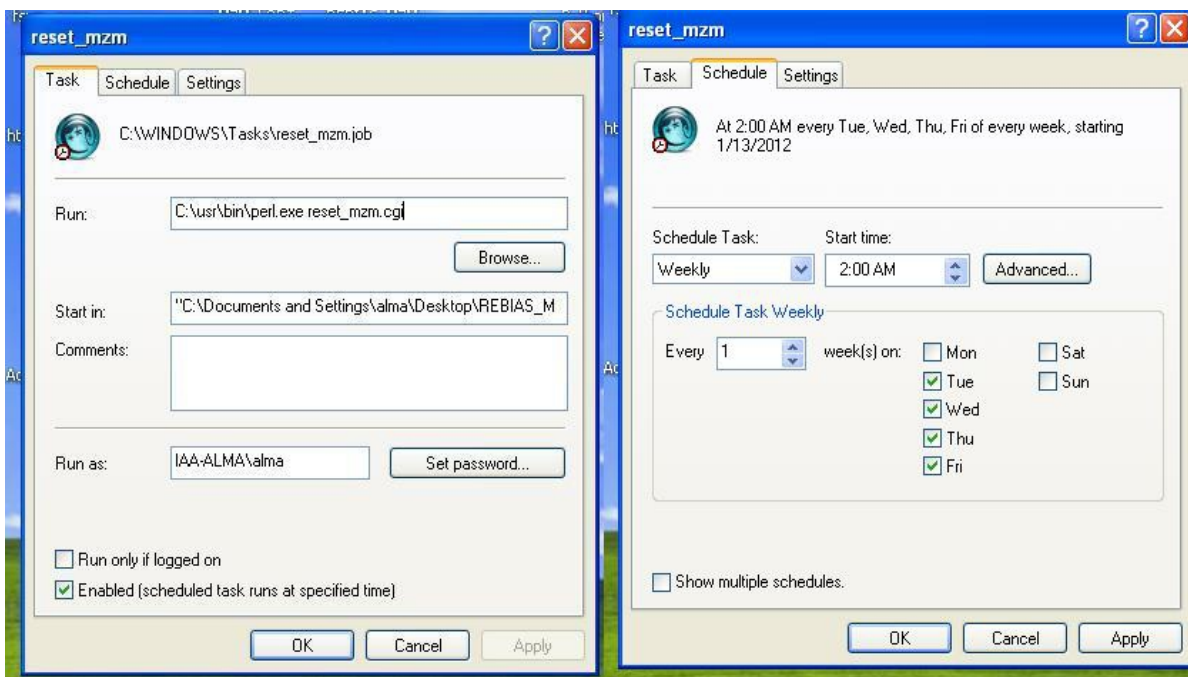 reset_mzm
Task Schedule Settings
C:\WINDOWS\Tasks\reset_mzm.job
Run: C:\usr\bin\perl.exe reset_mzm.cgi
Browse...
Start in: "C:\Documents and Settings\alma\Desktop\REBIAS_M
Comments:
Run as: IAA-ALMA\alma Set password...
Run only if logged on
Enabled (scheduled task runs at specified time)
OK Cancel Apply
reset_mzm
Task Schedule Settings
At 2:00 AM every Tue, Wed, Thu, Fri of every week, starting
1/13/2012
Schedule Task: Start time:
Weekly 2:00 AM Advanced...
Schedule Task Weekly
Every 1 week(s) on: Mon Sat
Tue Sun
Wed
Thu
Fri
Show multiple schedules.
OK Cancel Apply